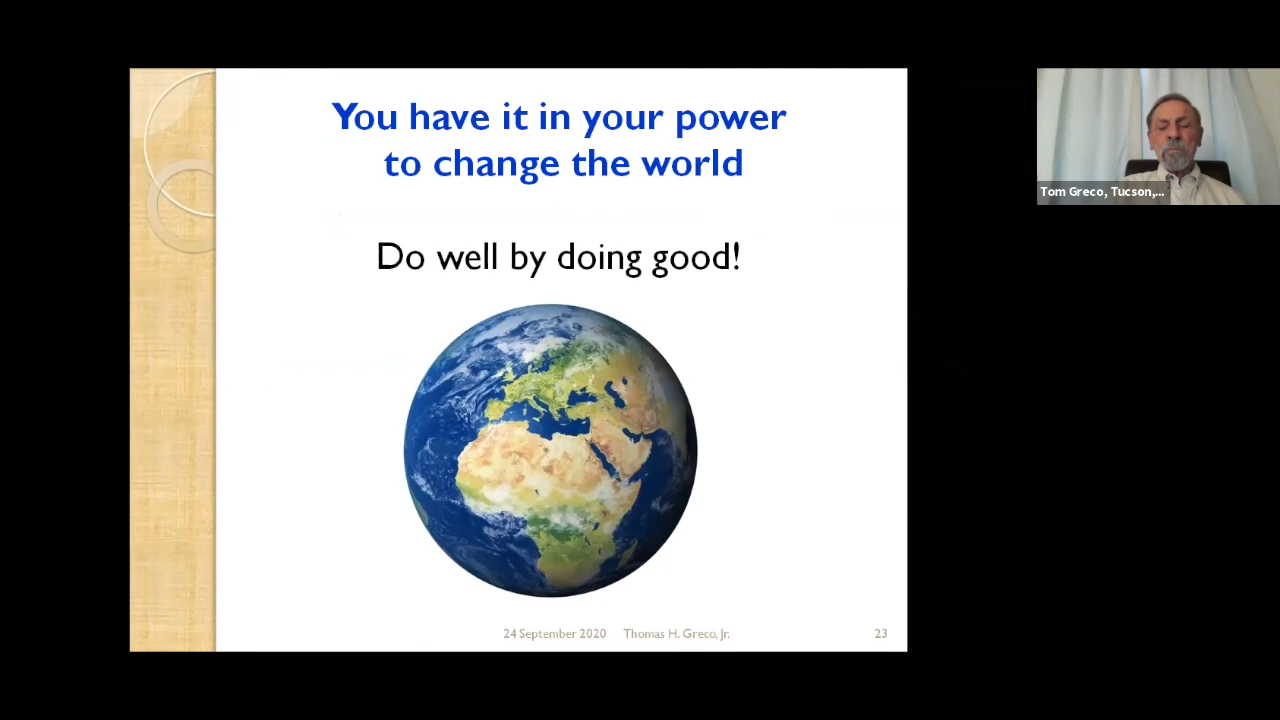 You have it in your power
to change the world
Do well by doing good!
Tom Greco, Tucson,...
24 September 2020 Thomas H. Greco, Jr. 23